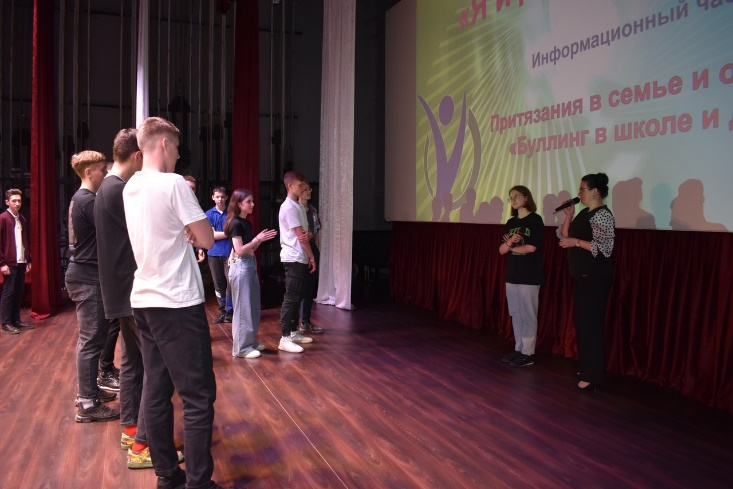 «Я и
Информационный час
Притязания в семье и о
«Буллинг в школе и д